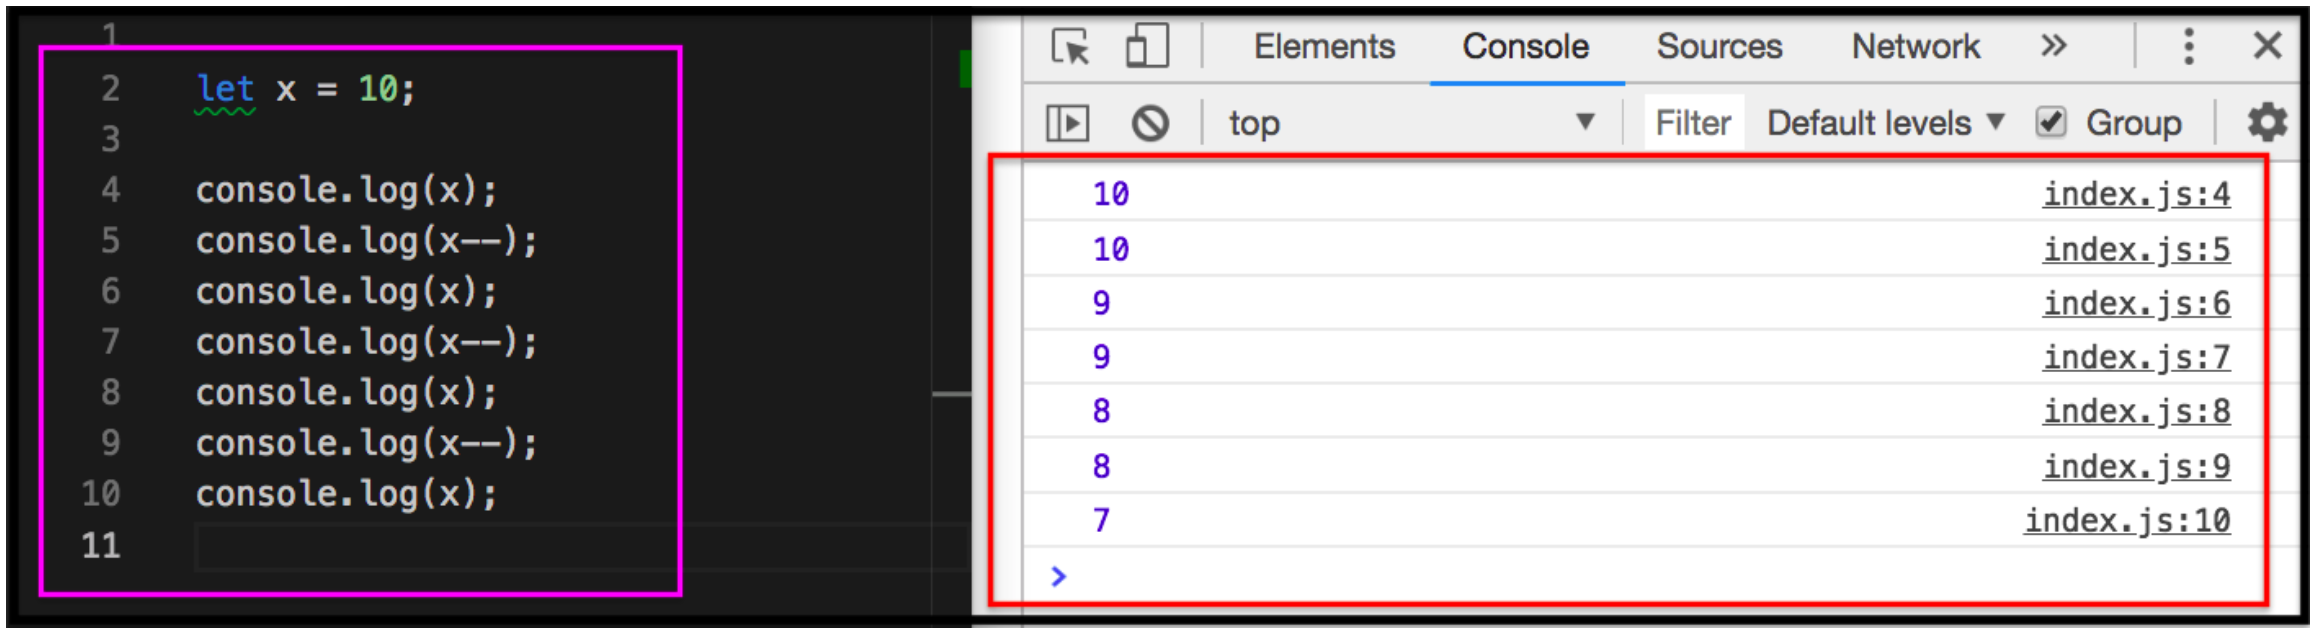 1
2 let x = 10;
3
4 console.log(x);
5 console.log(x--);
6 console.log(x);
7 console.log(x--);
8 console.log(x);
9 console.log(x--);
10 console.log(x);
11
Elements Console Sources Network »
top ▼ Filter Default levels ▼ Group
10 index.js:4
10 index.js:5
9 index.js:6
9 index.js:7
8 index.js:8
8 index.js:9
7 index.js:10
>